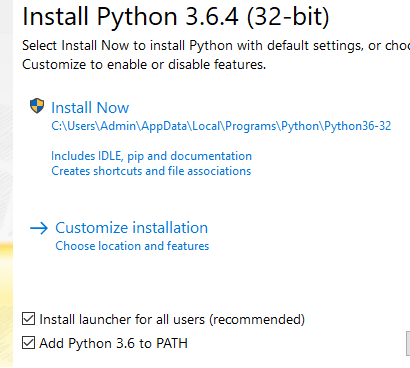 Install Python 3.6.4 (32-bit)
Select Install Now to install Python with default settings, or
Customize to enable or disable features.
Install Now
C:\Users\Admin\AppData\Local\Programs\Python\Python36-32
Includes IDLE, pip and documentation
Creates shortcuts and file associations
Customize installation
Choose location and features
Install launcher for all users (recommended)
Add Python 3.6 to PATH